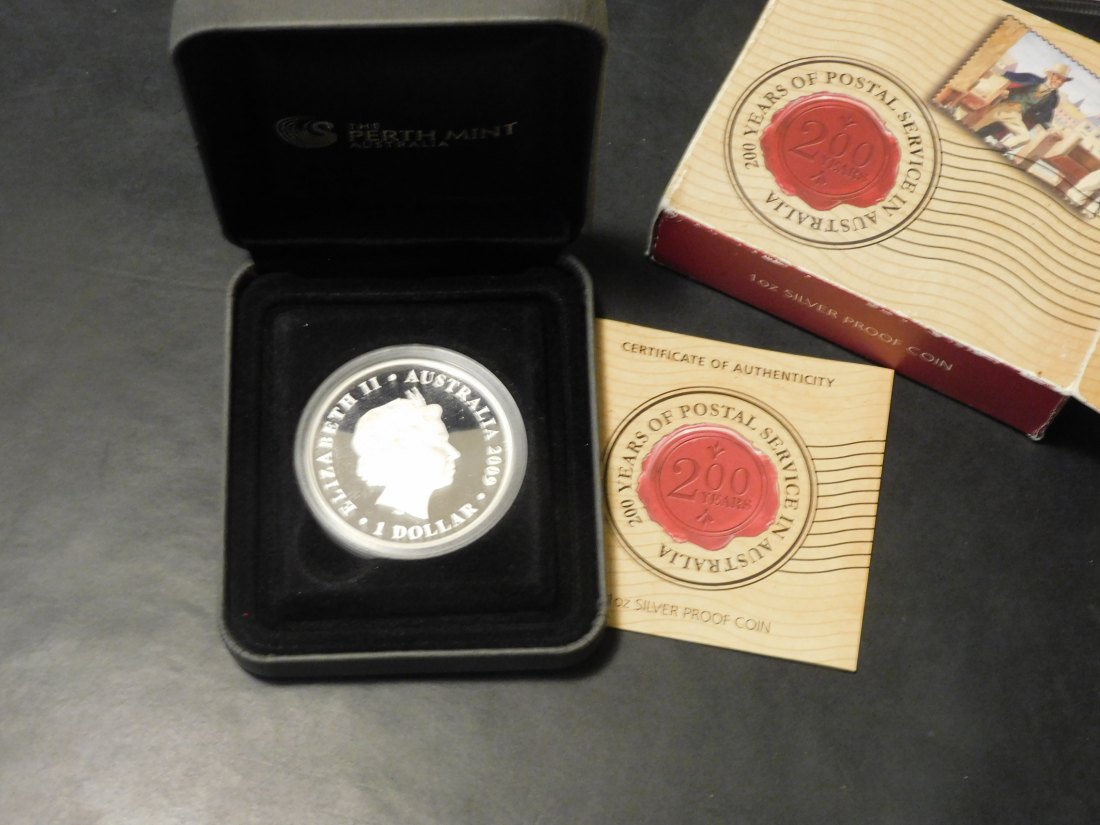 THE
PERTH MINT
AUSTRALIA
ELIZABETH II • AUSTRALIA 2009 •
1 DOLLAR •
200 YEARS OF POSTAL SERVICE IN AUSTRALIA
200
YEARS
1oz SILVER PROOF COIN
CERTIFICATE OF AUTHENTICITY
200 YEARS OF POSTAL SERVICE IN AUSTRALIA
200
YEARS
1oz SILVER PROOF COIN